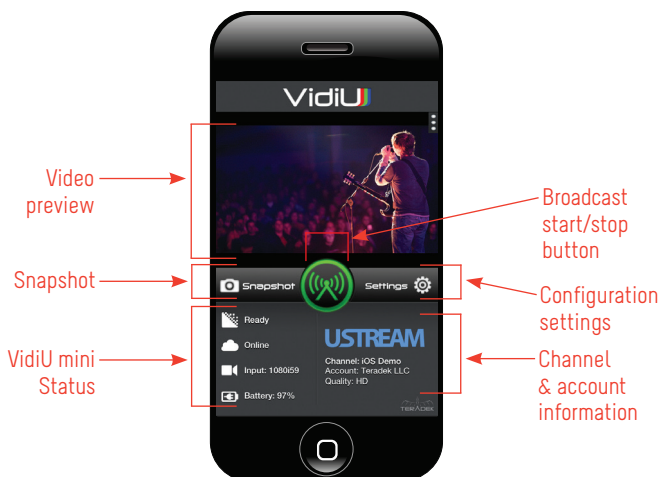 VidiU
Video
preview
Broadcast
start/stop
button
Snapshot
Snapshot
Settings
Configuration
settings
VidiU mini
Status
Ready
Online
Input: 1080i59
Battery: 97%
USTREAM
Channel: iOS Demo
Account: Teradek LLC
Quality: HD
TERADEK
Channel
& account
information